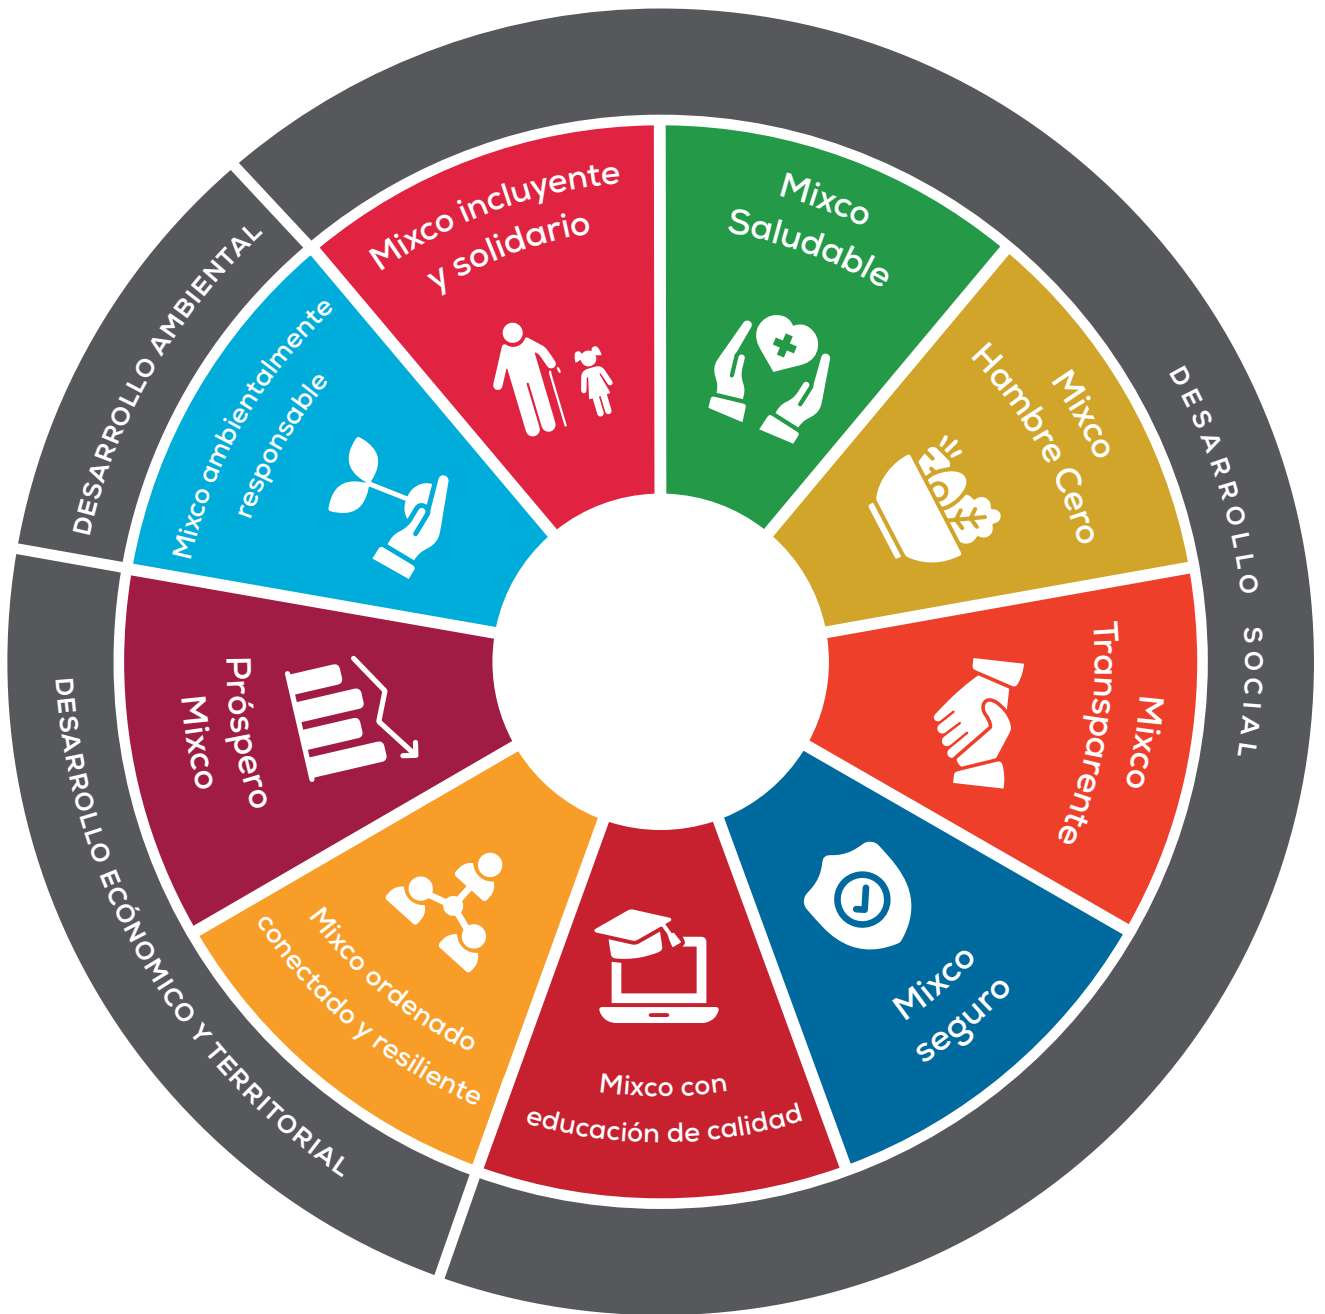 Mixco incluyente
y solidario
Mixco
Saludable
Mixco
Hambre Cero
Mixco
Transparente
Mixco
seguro
Mixco con
educación de calidad
Mixco ordenado
conectado y resiliente
Próspero
Mixco
Mixco ambientalmente
responsable
DESARROLLO SOCIAL
DESARROLLO ECÓNOMICO Y TERRITORIAL
DESARROLLO AMBIENTAL